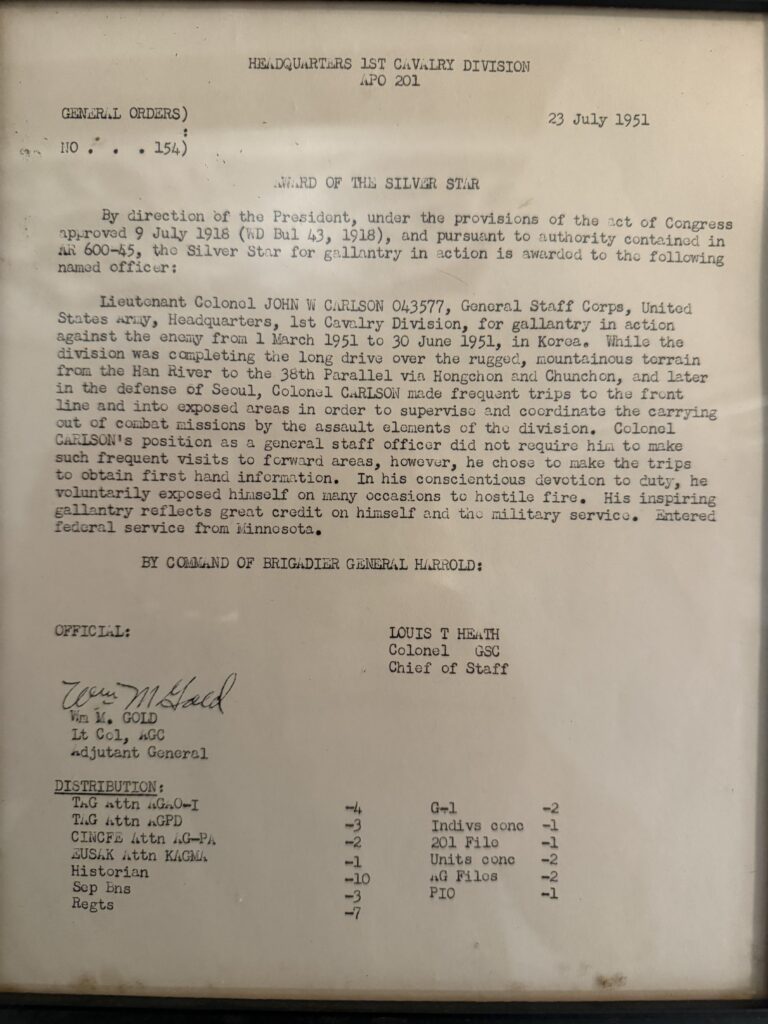 HEADQUARTERS 1ST CAVALRY DIVISION
APO 201
GENERAL ORDERS)
:
NO . . . 154)
23 July 1951
AWARD OF THE SILVER STAR
By direction of the President, under the provisions of the act of Congress
approved 9 July 1918 (WD Bul 43, 1918), and pursuant to authority contained in
AR 600-45, the Silver Star for gallantry in action is awarded to the following
named officer:
Lieutenant Colonel JOHN W CARLSON O43577, General Staff Corps, United
States Army, Headquarters, 1st Cavalry Division, for gallantry in action
against the enemy from 1 March 1951 to 30 June 1951, in Korea. While the
division was completing the long drive over the rugged, mountainous terrain
from the Han River to the 38th Parallel via Hongchon and Chunchon, and later
in the defense of Seoul, Colonel CARLSON made frequent trips to the front
line and into exposed areas in order to supervise and coordinate the carrying
out of combat missions by the assault elements of the division. Colonel
CARLSON's position as a general staff officer did not require him to make
such frequent visits to forward areas, however, he chose to make the trips
to obtain first hand information. In his conscientious devotion to duty, he
voluntarily exposed himself on many occasions to hostile fire. His inspiring
gallantry reflects great credit on himself and the military service. Entered
federal service from Minnesota.
BY COMMAND OF BRIGADIER GENERAL HARROLD:
OFFICIAL:
LOUIS T HEATH
Colonel GSC
Chief of Staff
Wm M Gold
Wm M. GOLD
Lt Col, AGC
Adjutant General
DISTRIBUTION:
TAG Attn AGAO-I -4
TAG Attn AGPD -3
CINCFE Attn AG-PA -2
EUSAK Attn KAGMA -1
Historian -10
Sep Bns -3
Regts -7
G-1 -2
Indivs conc -1
201 File -1
Units conc -2
AG Files -2
PIO -1